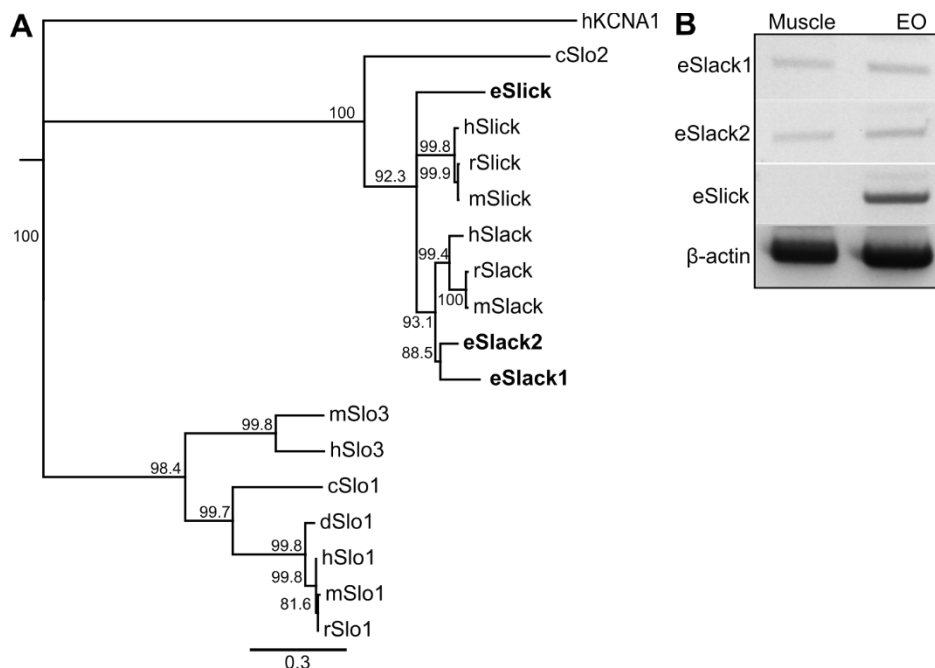 A
hKCNA1
cSlo2
eSlick
100
hSlick
99.8
rSlick
99.9
92.3
mSlick
hSlack
99.4
100
rSlack
100
mSlack
93.1
eSlack2
88.5
eSlack1
mSlo3
99.8
hSlo3
98.4
cSlo1
99.7
dSlo1
99.8
hSlo1
99.8
mSlo1
81.6
rSlo1
0.3
B
Muscle EO
eSlack1
eSlack2
eSlick
β-actin